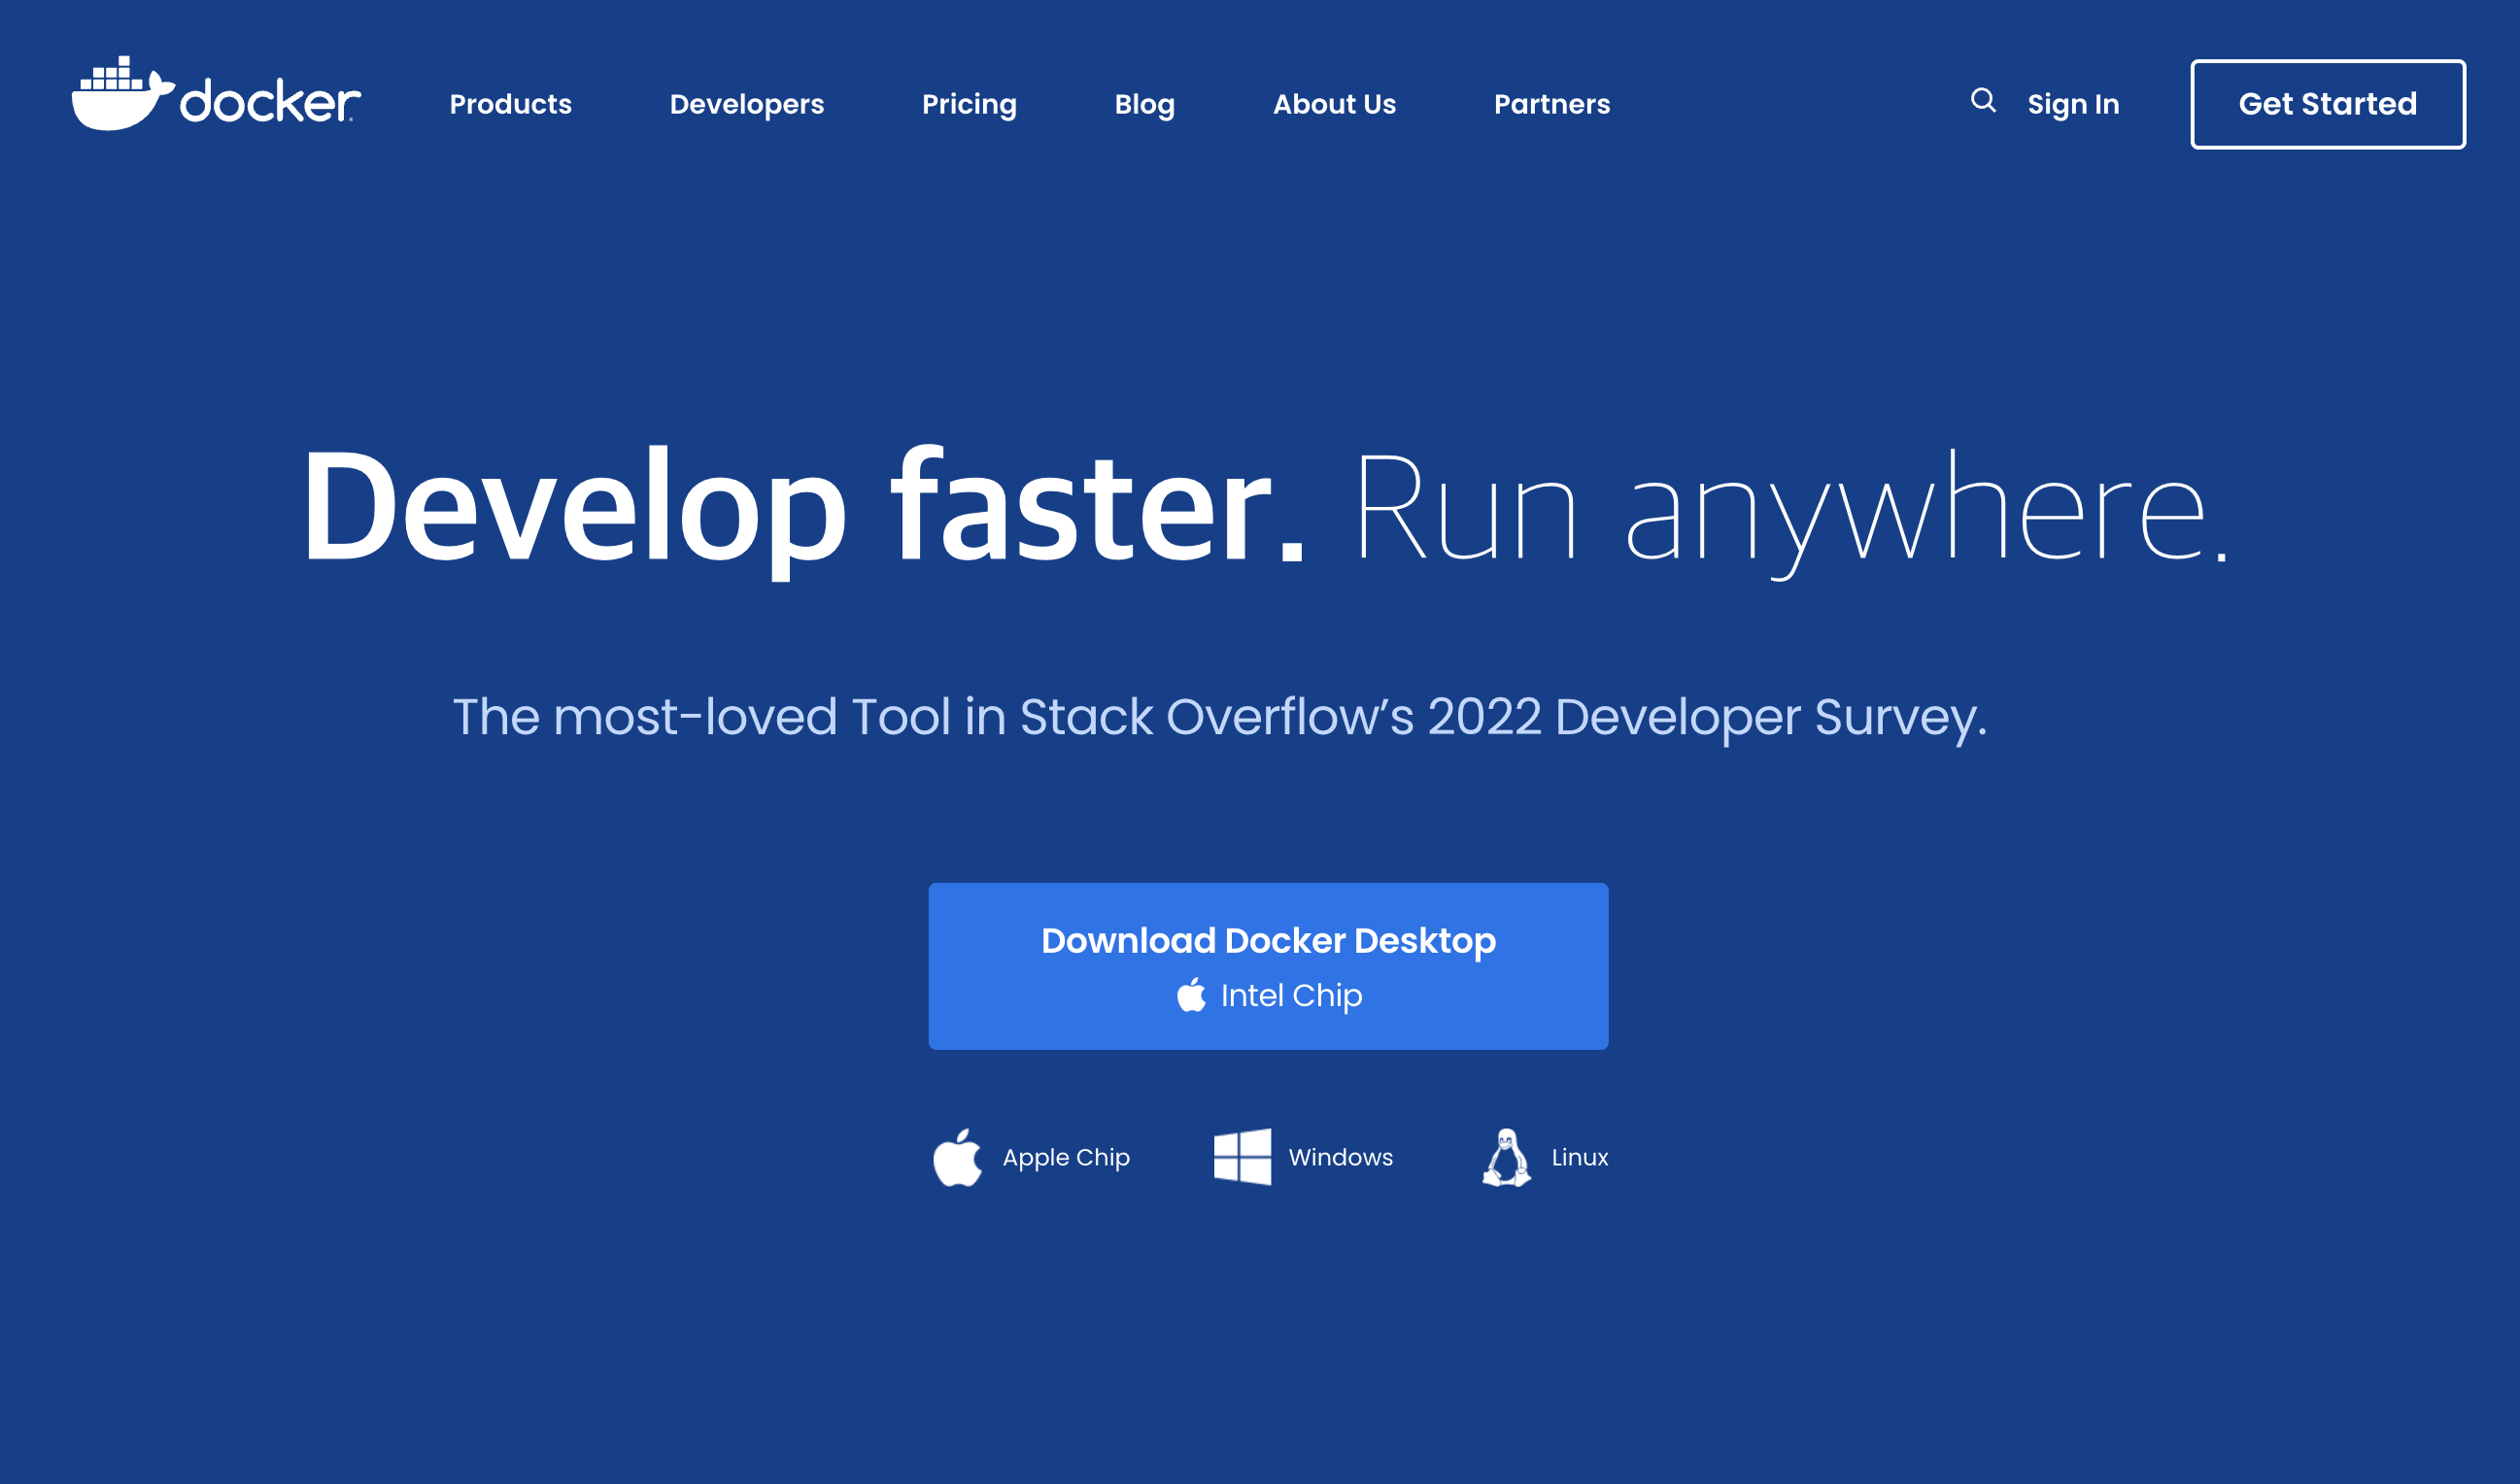 docker
Products Developers Pricing Blog About Us Partners Sign In Get Started
Develop faster. Run anywhere.
The most-loved Tool in Stack Overflow’s 2022 Developer Survey.
Download Docker Desktop
Intel Chip
Apple Chip Windows Linux